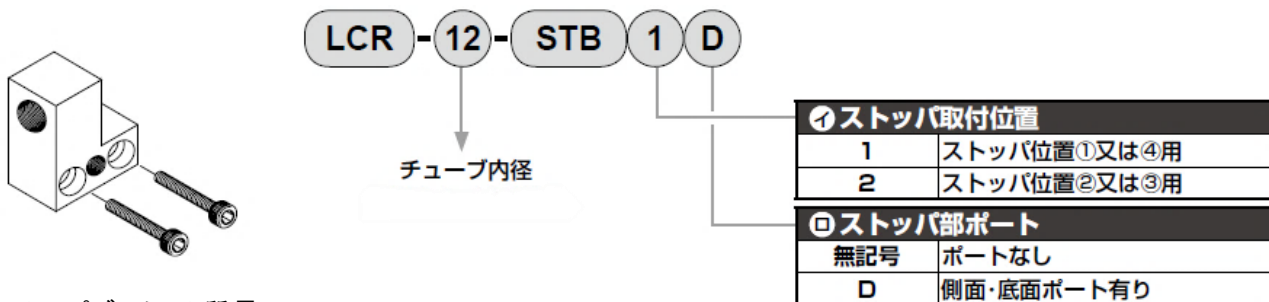 LCR-12-STB 1 D
チューブ内径
イ ストッパ取付位置
1 ストッパ位置①又は④用
2 ストッパ位置②又は③用
ロ ストッパ部ポート
無記号 ポートなし
D 側面・底面ポート有り